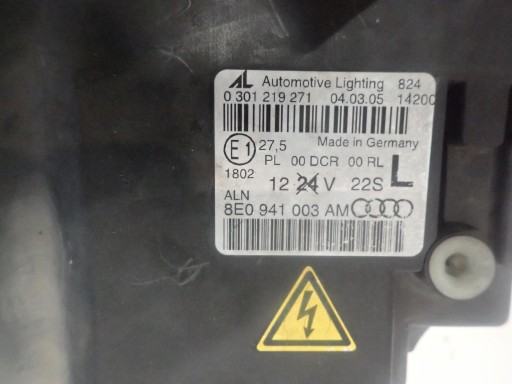 AL Automotive Lighting 824
0 301 219 271 04.03.05 14200
E1 27,5 Made in Germany
PL 00 DCR 00 RL
1802 12 24 V 22S L
ALN
8E0 941 003 AM